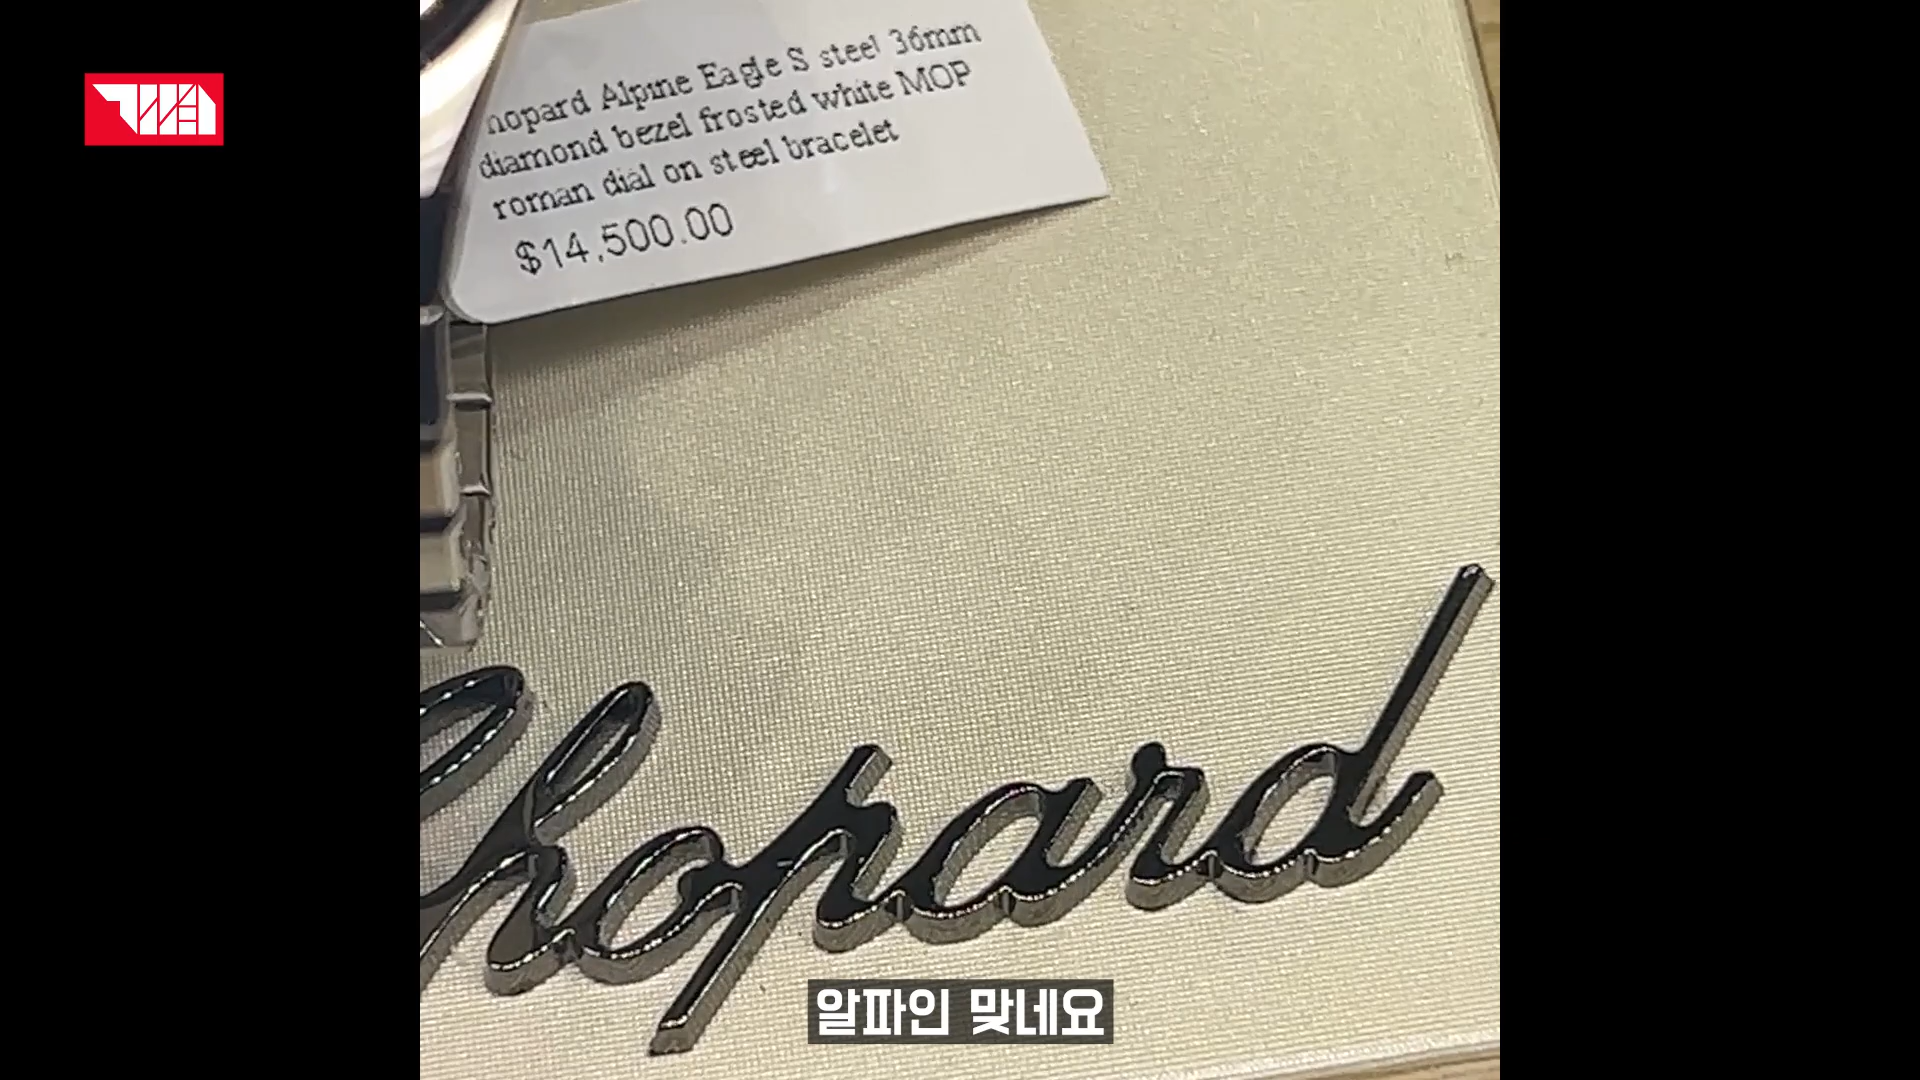 hopard Alpine Eagle S steel 36mm
diamond bezel frosted white MOP
roman dial on steel bracelet
$14,500.00
Chopard
알파인 맞네요